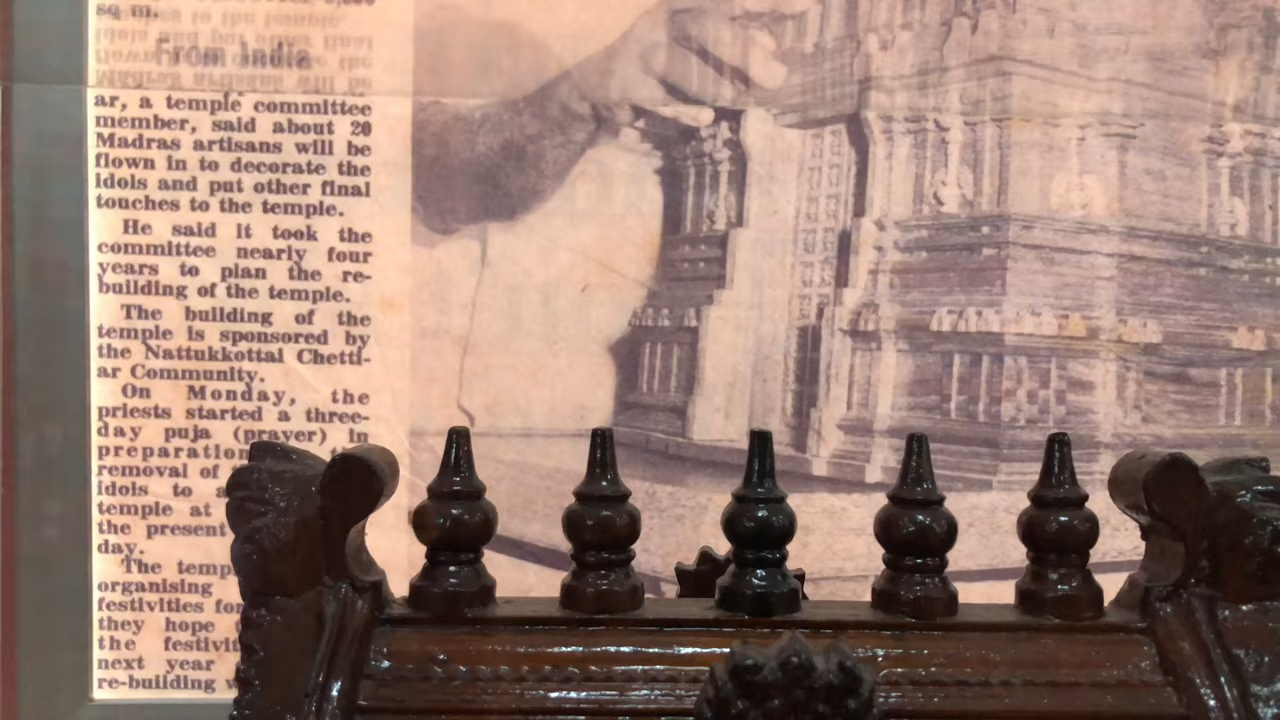 sq m.
From India
ar, a temple committee
member, said about 20
Madras artisans will be
flown in to decorate the
idols and put other final
touches to the temple.
He said it took the
committee nearly four
years to plan the re-
building of the temple.
The building of the
temple is sponsored by
the Nattukkottai Chetti-
ar Community.
On Monday, the
priests started a three-
day puja (prayer) in
preparation
removal of
idols to
temple at
the present
day.
The
organising
festivities for
they hope
the
next year
re-building